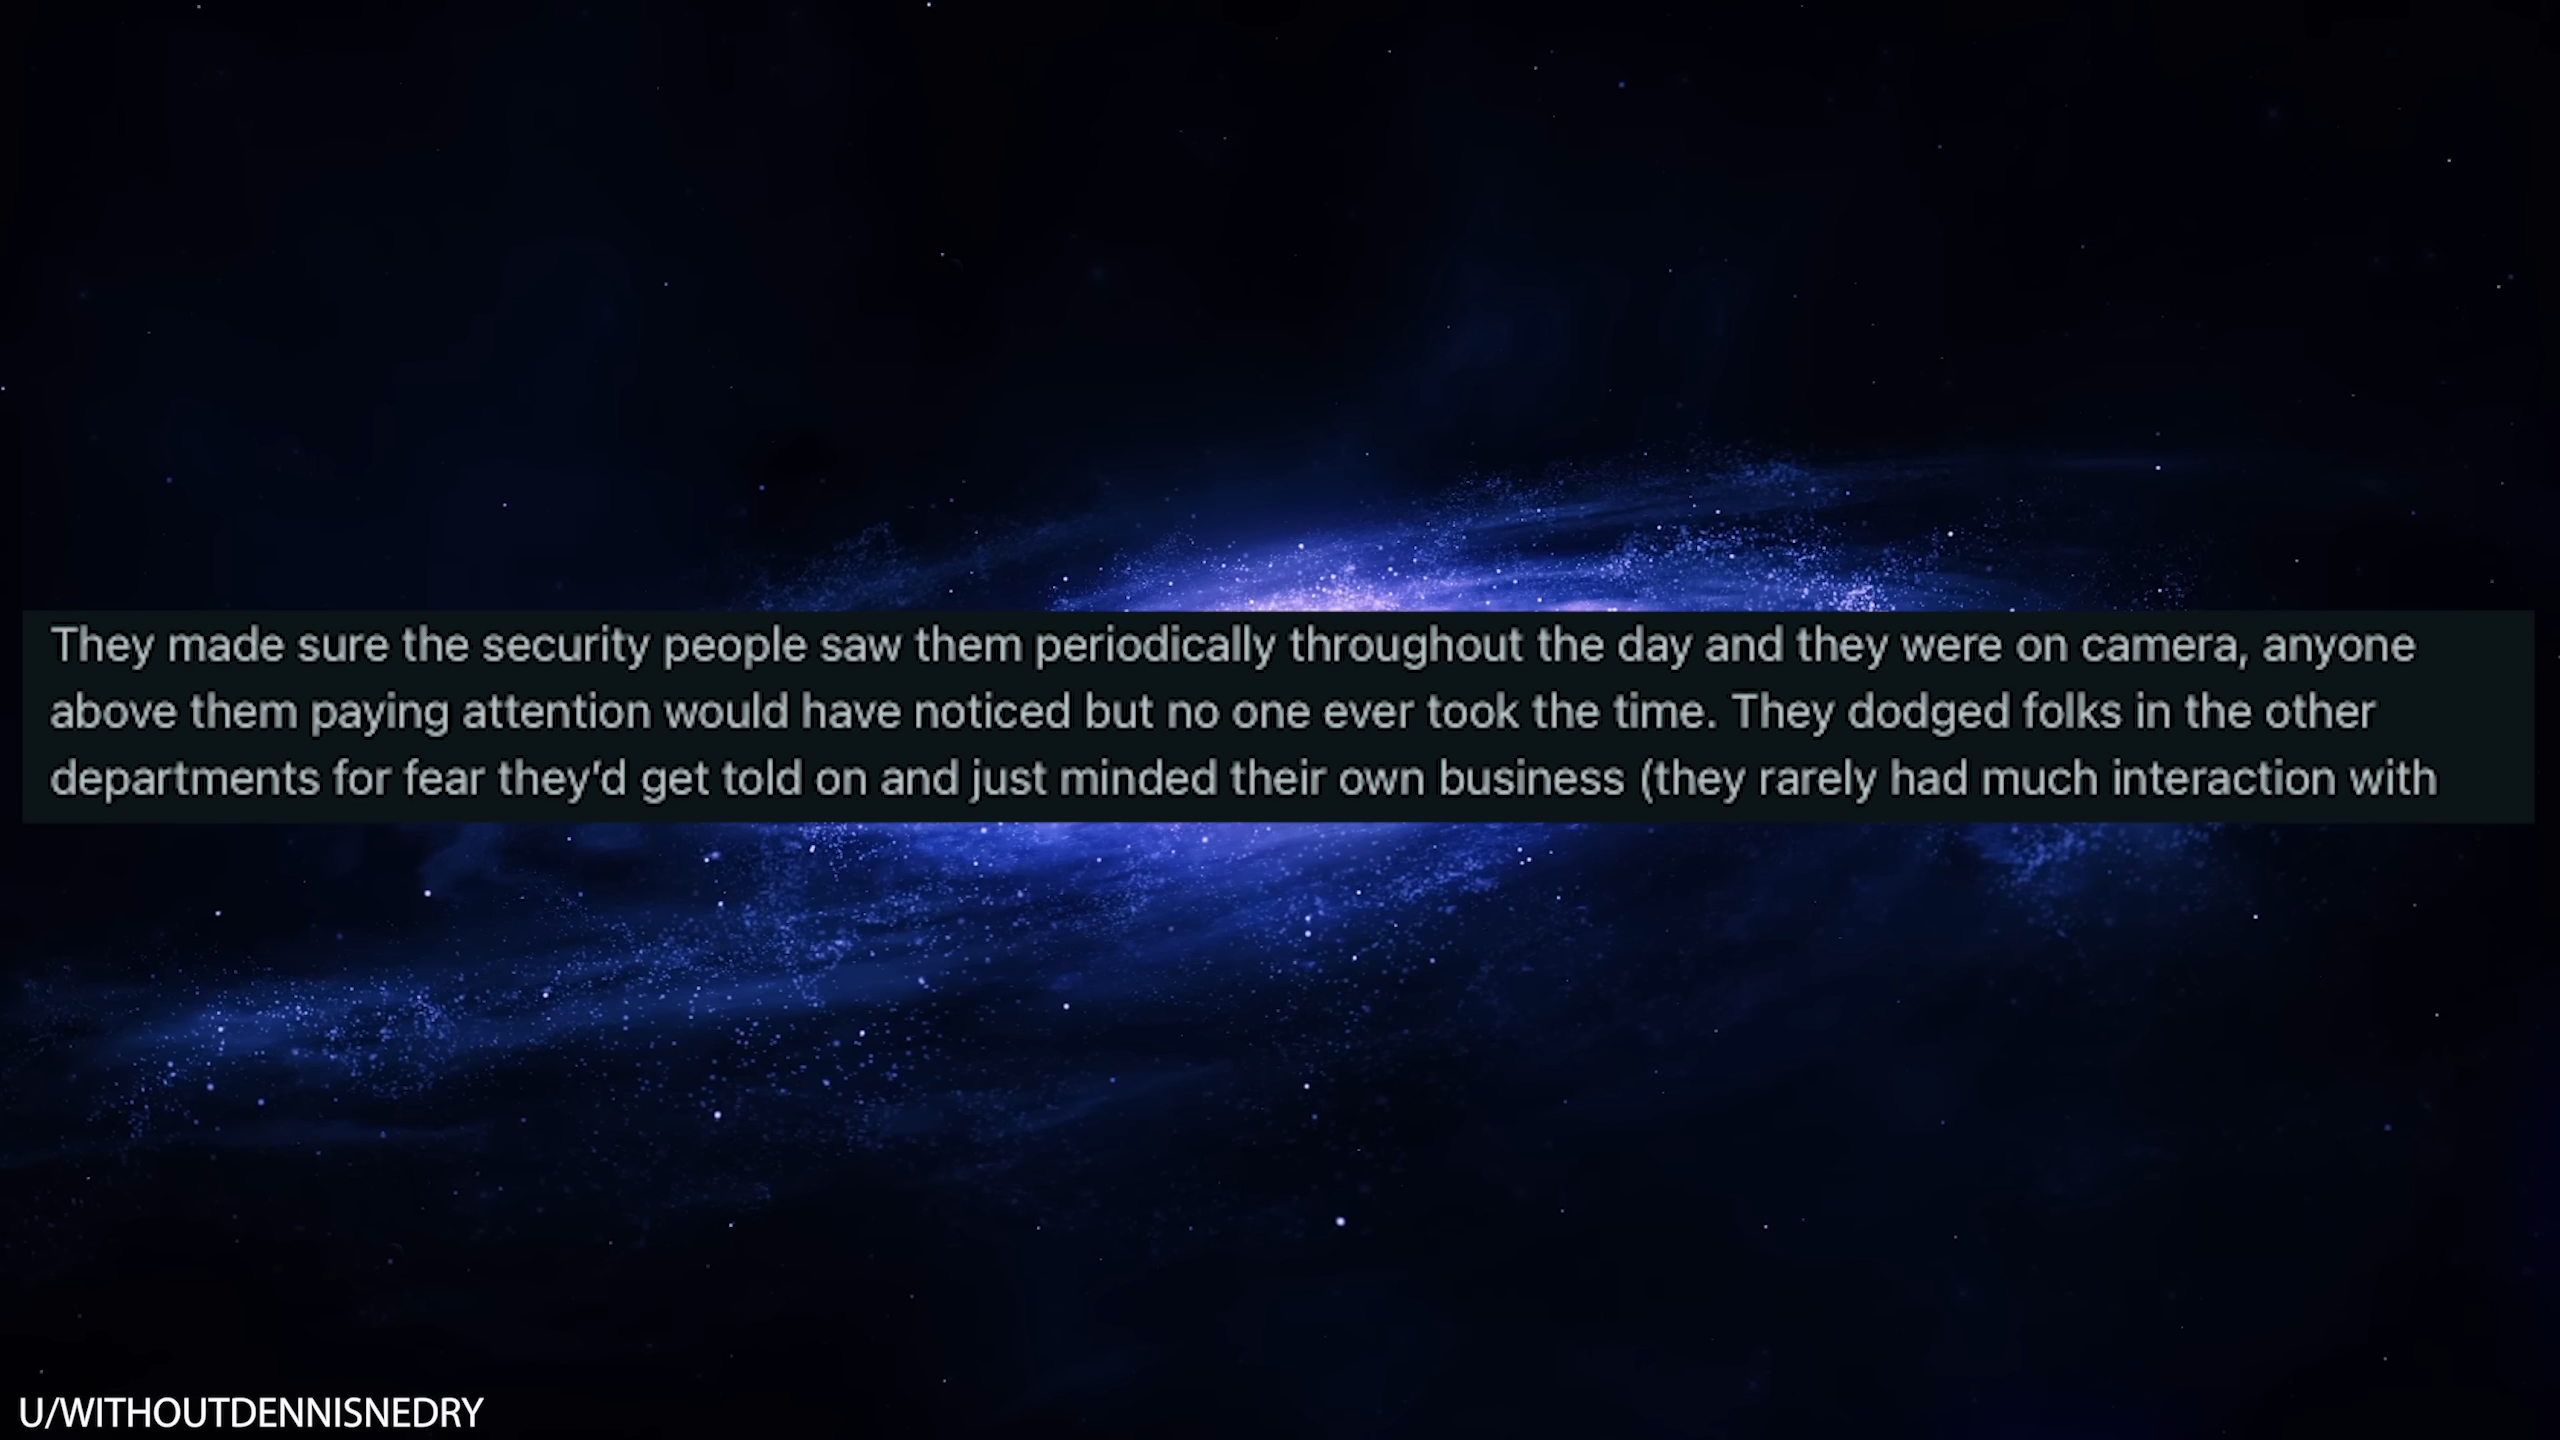 They made sure the security people saw them periodically throughout the day and they were on camera, anyone
above them paying attention would have noticed but no one ever took the time. They dodged folks in the other
departments for fear they'd get told on and just minded their own business (they rarely had much interaction with
U/WITHOUTDENNISNEDRY